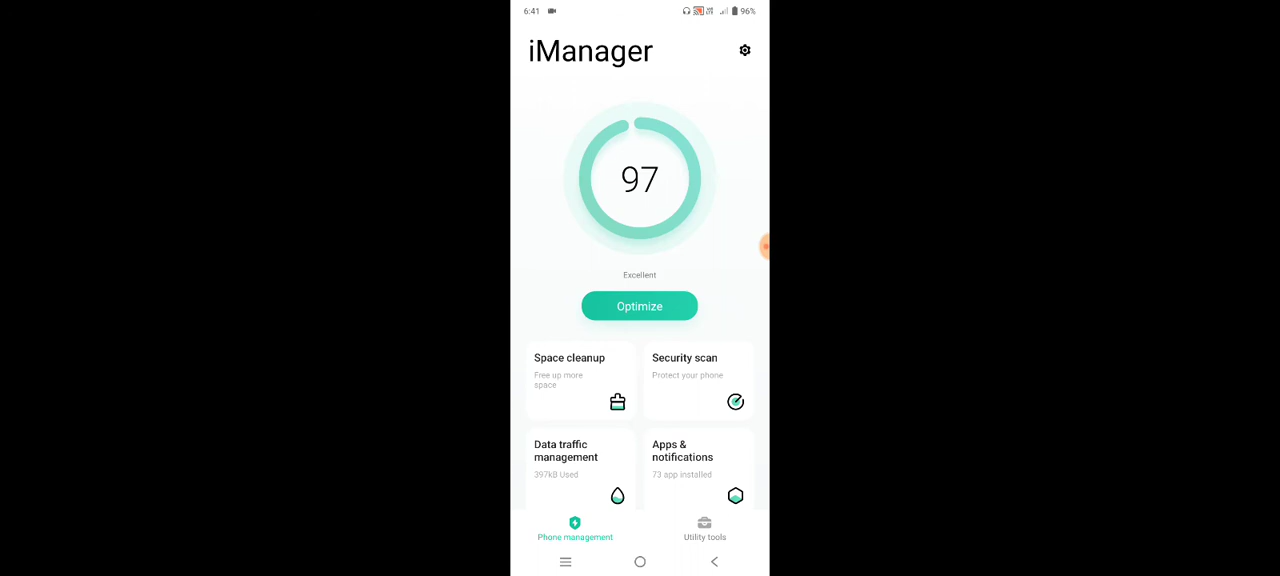 6:41 96%
iManager
97
Excellent
Optimize
Space cleanup
Free up more
space
Security scan
Protect your phone
Data traffic
management
397kB Used
Apps &
notifications
73 app installed
Phone management
Utility tools